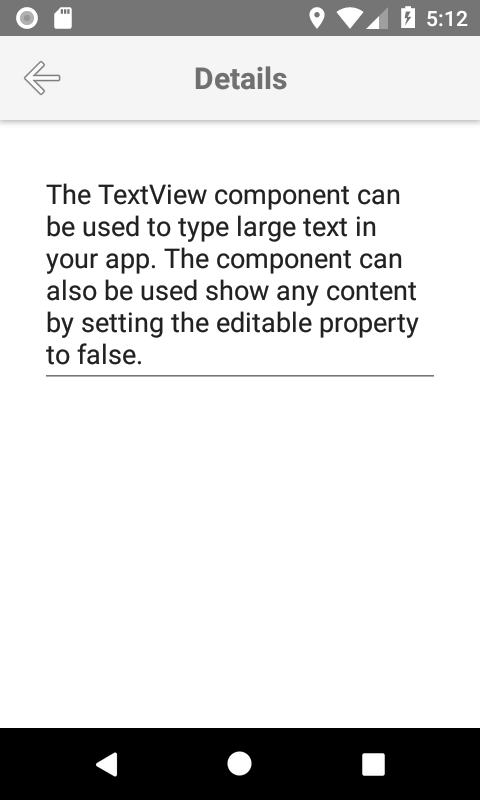 5:12
Details
The TextView component can
be used to type large text in
your app. The component can
also be used show any content
by setting the editable property
to false.